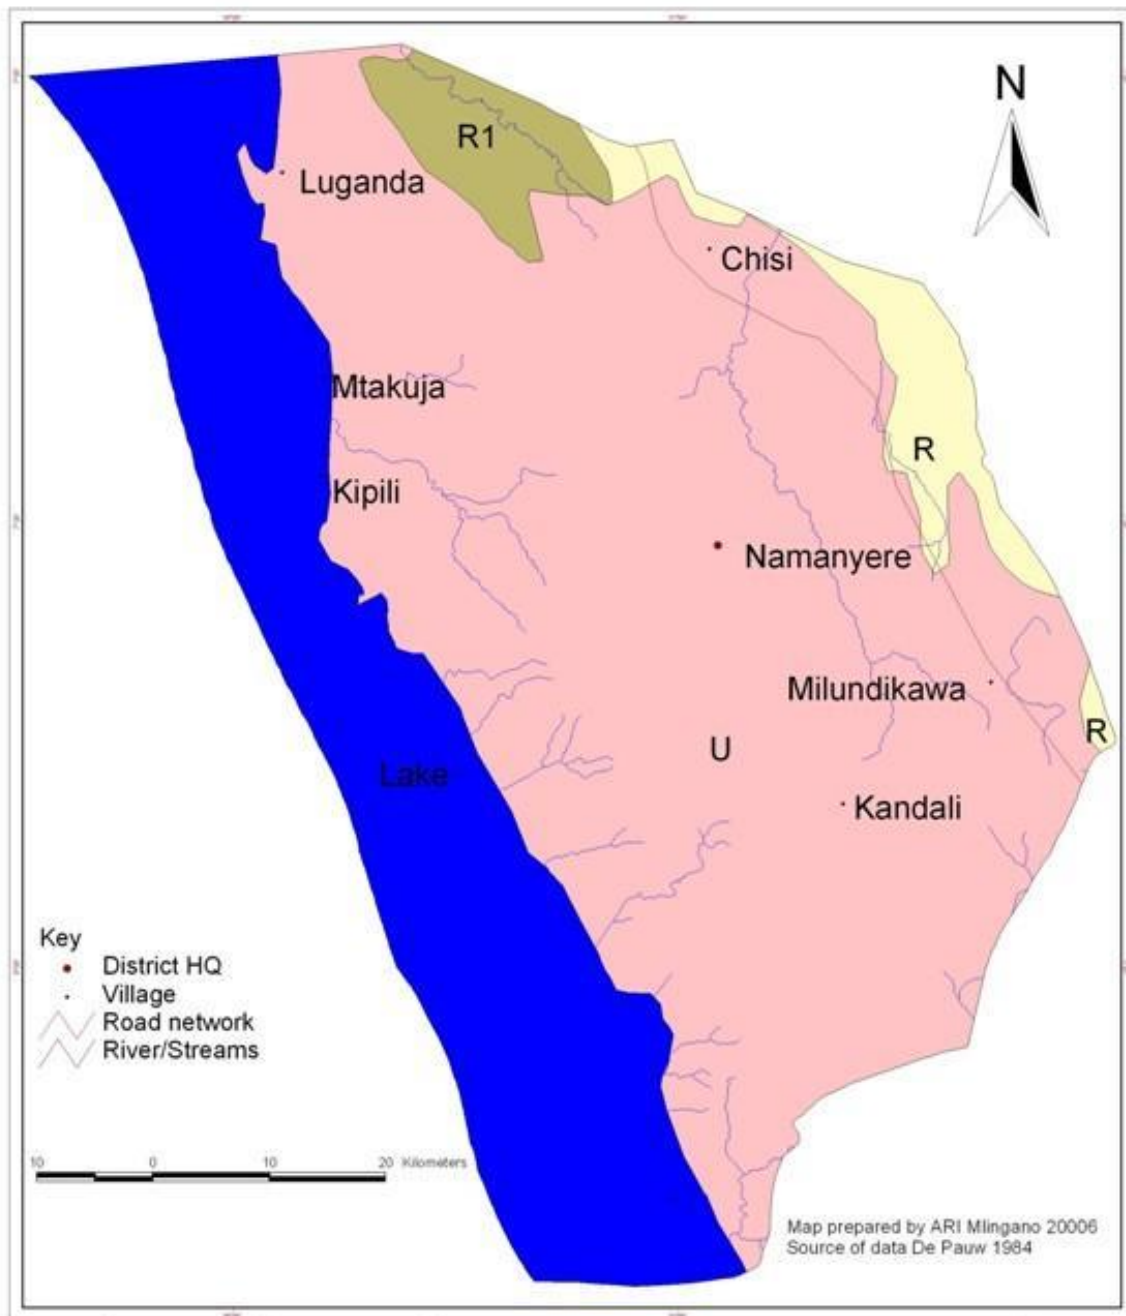 N
R1
Luganda
Chisi
Mtakuja
R
Kipili
Namanyere
Milundikawa
R
U
Lake
Kandali
Key
District HQ
Village
Road network
River/Streams
10 0 10 20 Kilometers
Map prepared by ARI Mlingano 20006
Source of data De Pauw 1984